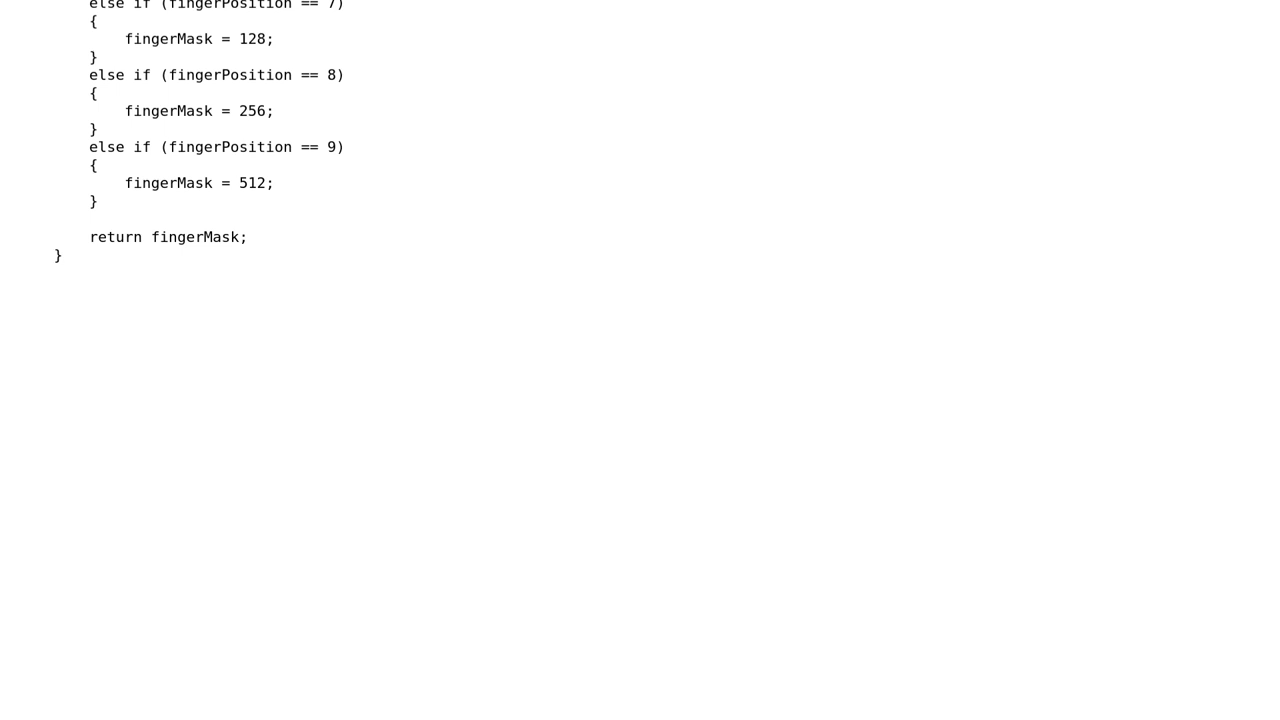 else if (fingerPosition == 7)
{
fingerMask = 128;
}
else if (fingerPosition == 8)
{
fingerMask = 256;
}
else if (fingerPosition == 9)
{
fingerMask = 512;
}
return fingerMask;
}